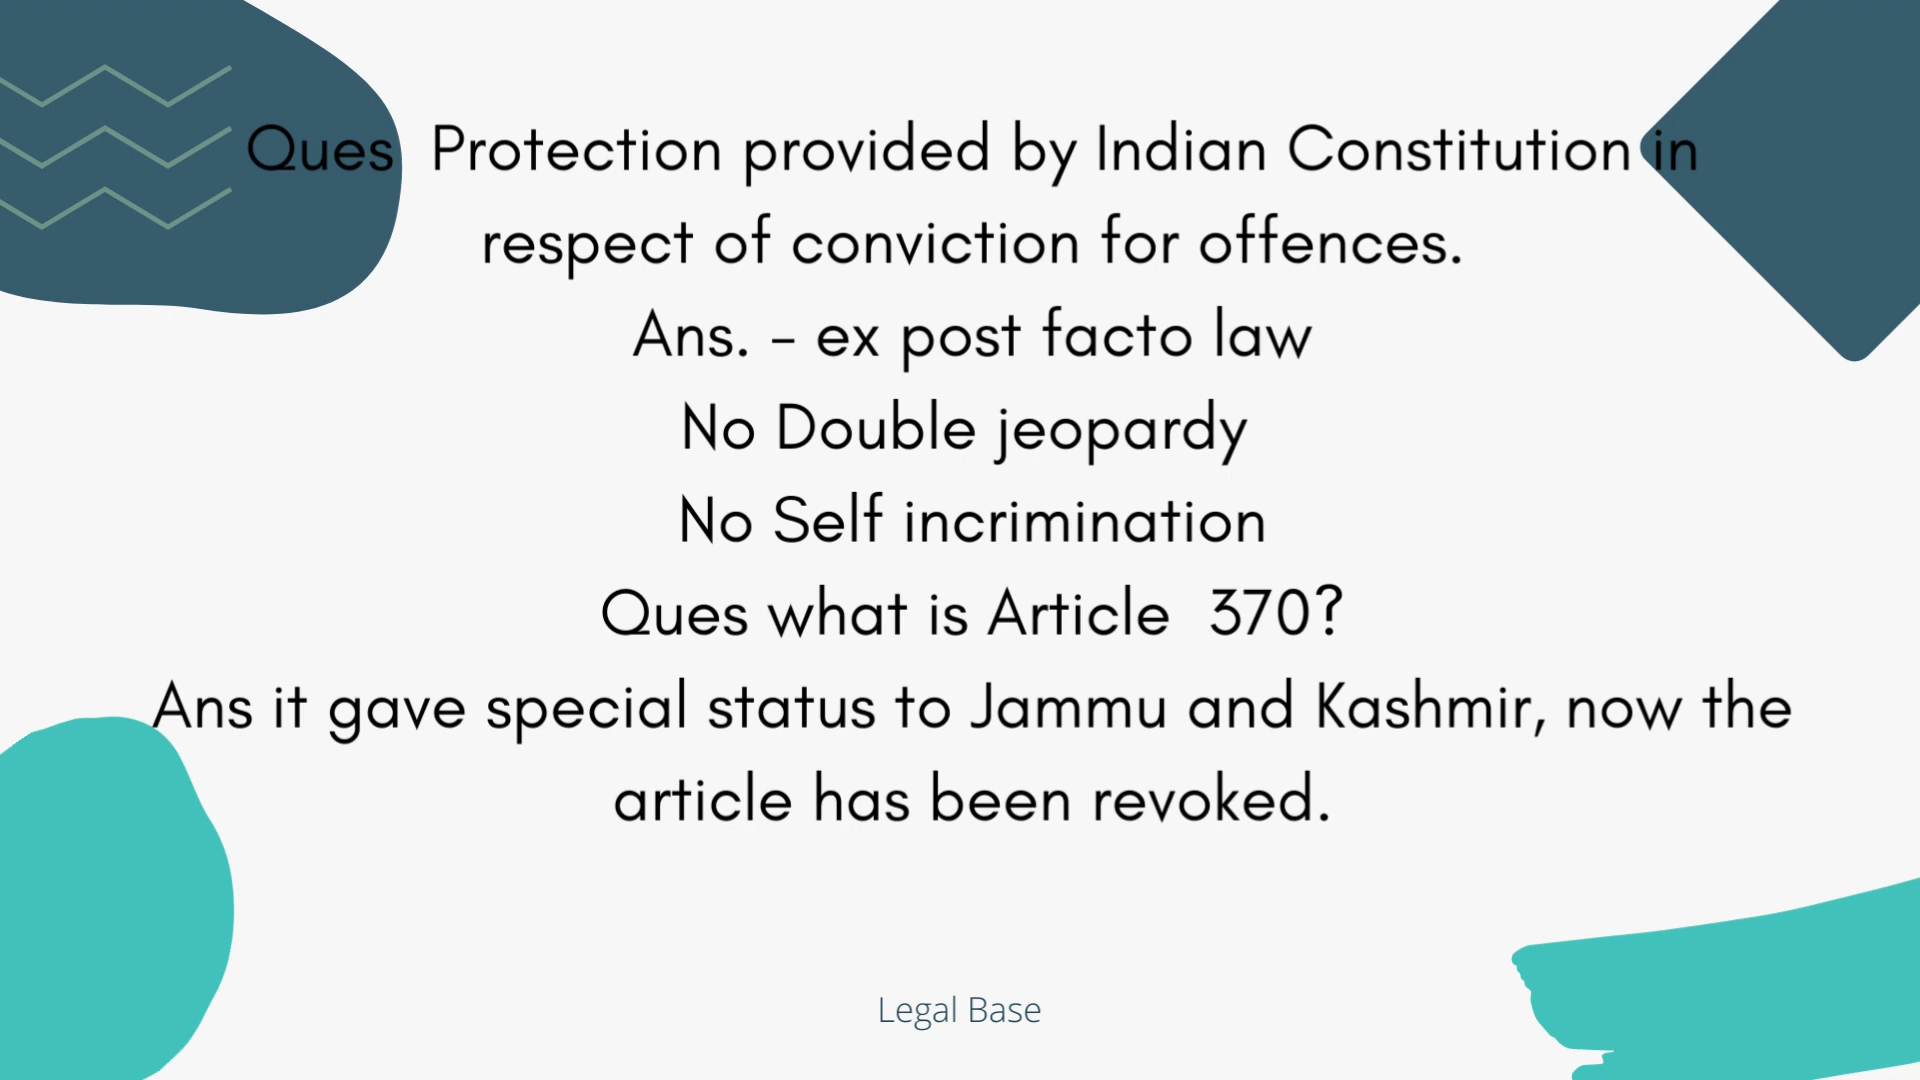 Ques  Protection provided by Indian Constitution in
respect of conviction for offences.
Ans. - ex post facto law
No Double jeopardy
No Self incrimination
Ques what is Article  370?
Ans it gave special status to Jammu and Kashmir, now the
article has been revoked.
Legal Base